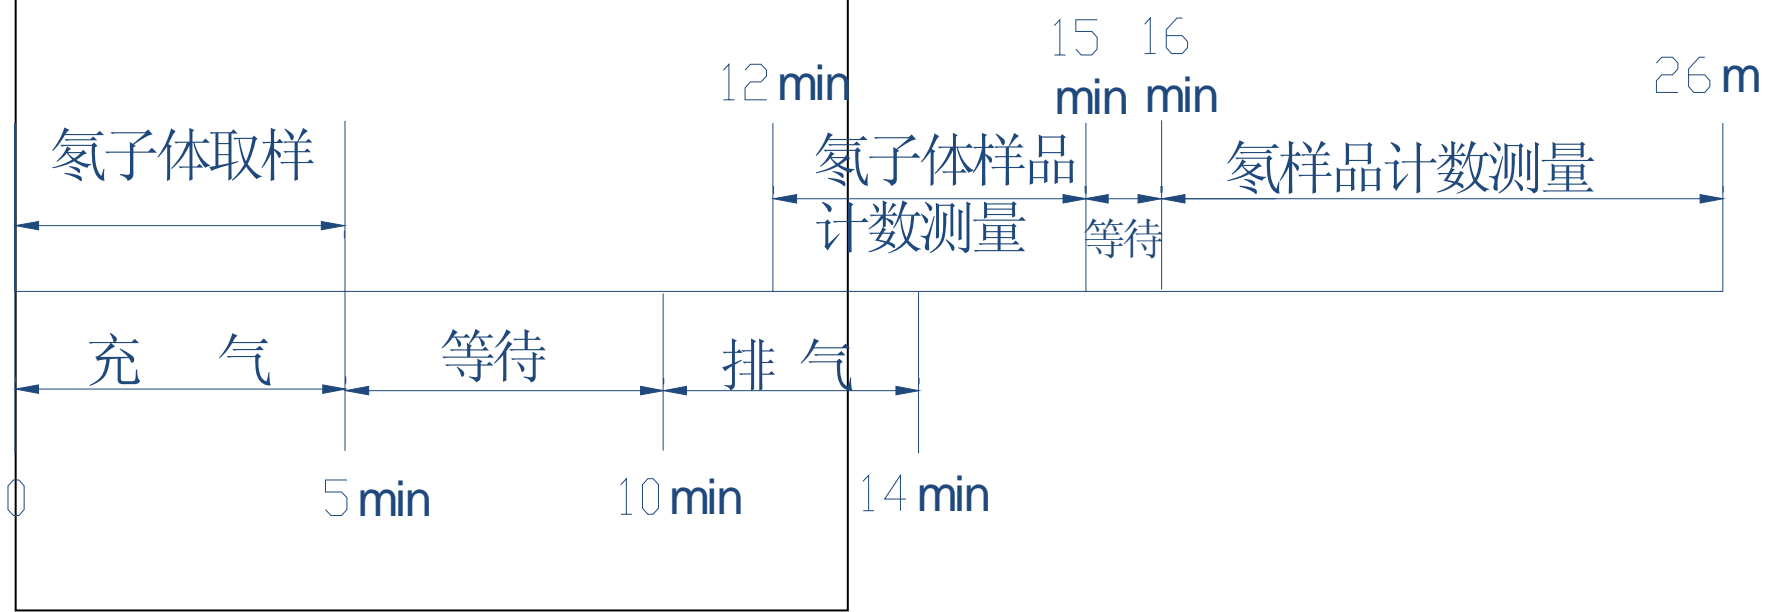 15 16
12 min
min min
26 m
氡子体取样
氡子体样品
计数测量
等待
氡样品计数测量
充 气
等待
排 气
0
5 min
10 min
14 min